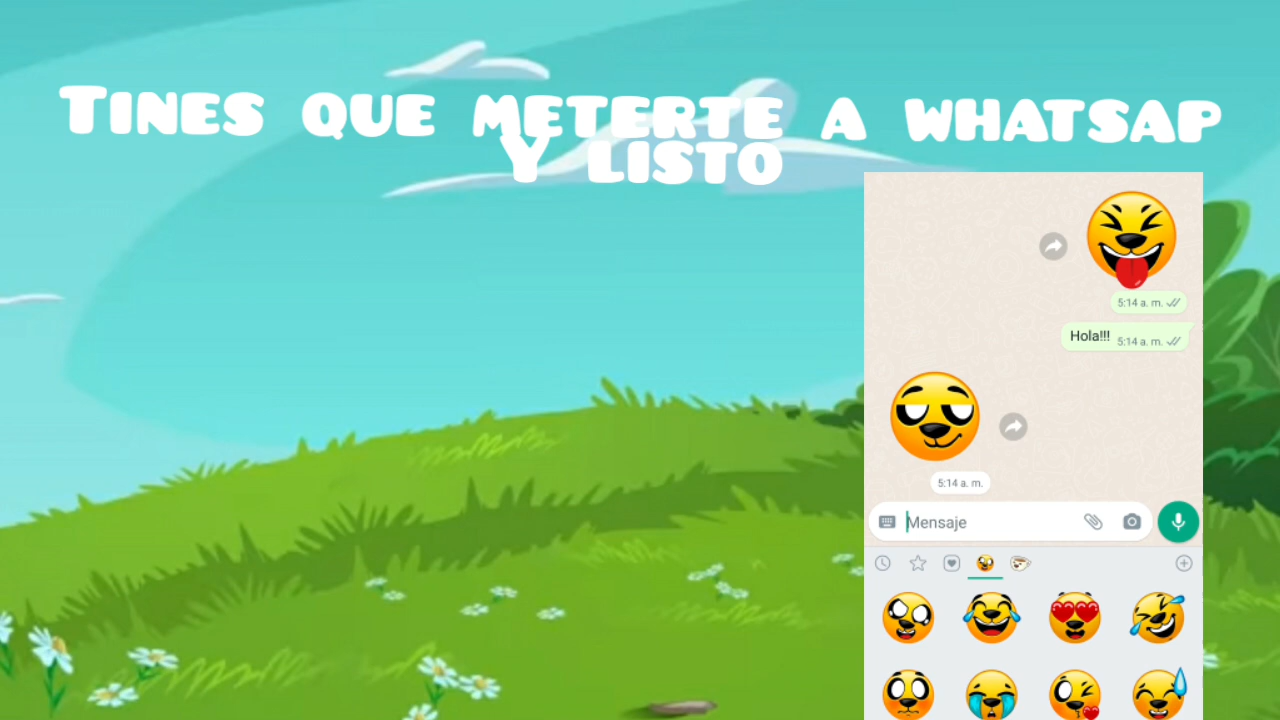 Tines que meterte a whatsap
Y listo
5:14 a. m.
Hola!!! 5:14 a. m.
5:14 a. m.
Mensaje